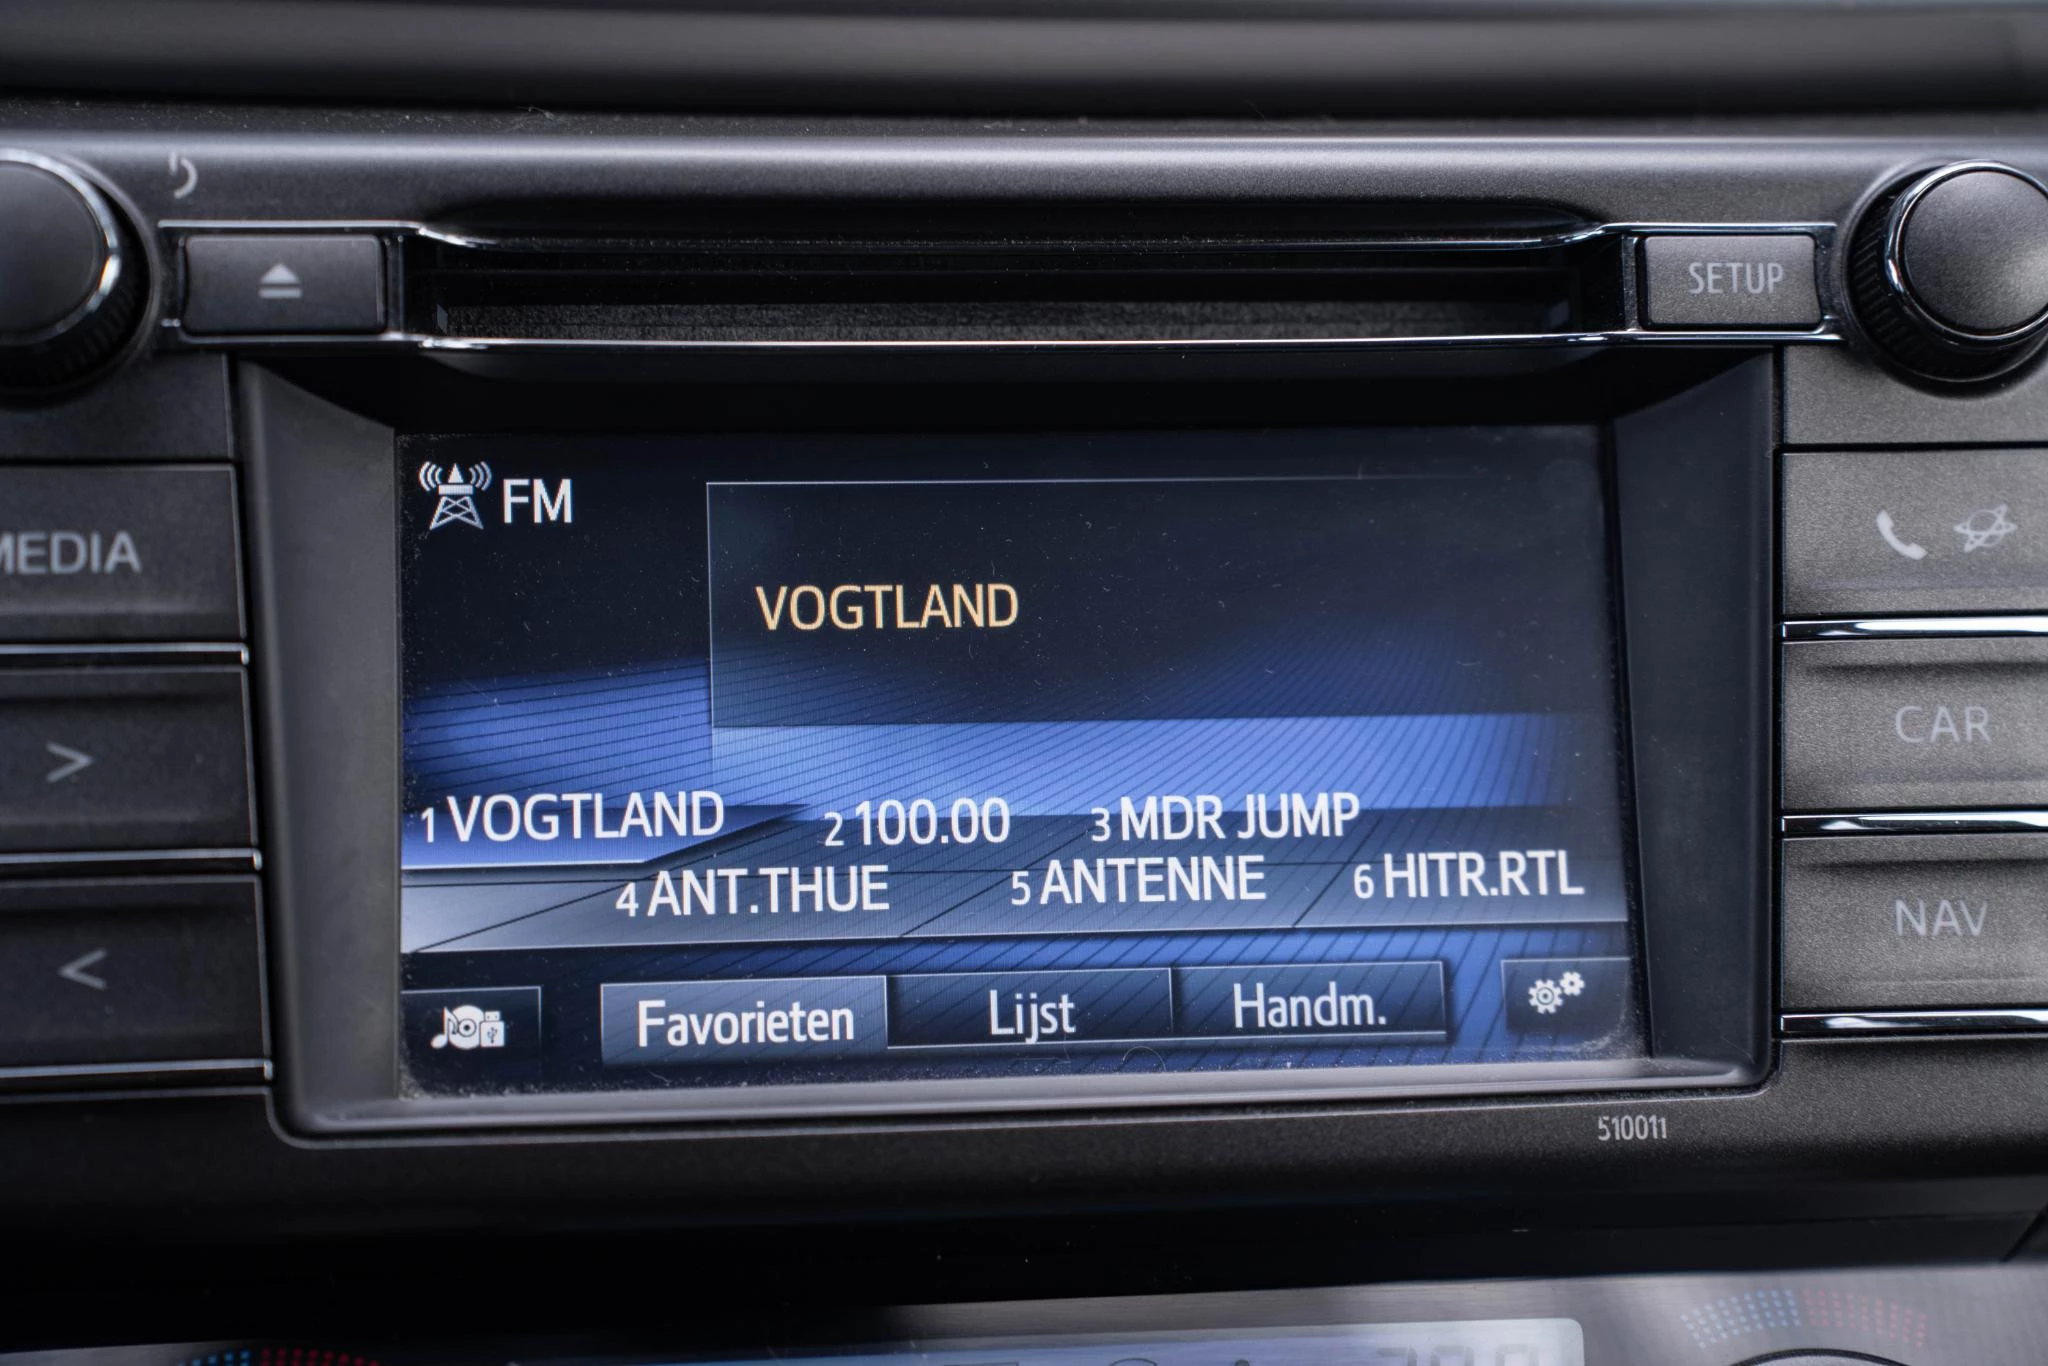 SETUP
FM
MEDIA
VOGTLAND
CAR
1 VOGTLAND 2 100.00 3 MDR JUMP
4 ANT.THUE 5 ANTENNE 6 HITR.RTL
NAV
Favorieten Lijst Handm.
510011